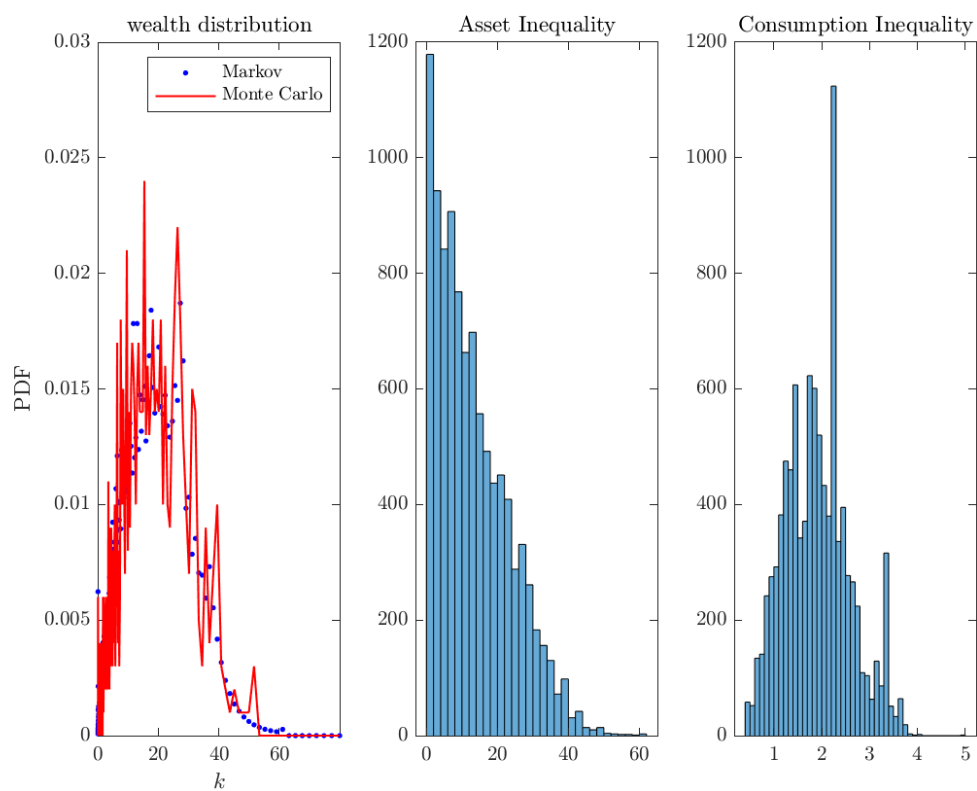 wealth distribution
0.03
0.025
0.02
0.015
0.01
0.005
0
PDF
Markov
Monte Carlo
0 20 40 60
k
Asset Inequality
1200
1000
800
600
400
200
0
0 20 40 60
Consumption Inequality
1200
1000
800
600
400
200
0
1 2 3 4 5